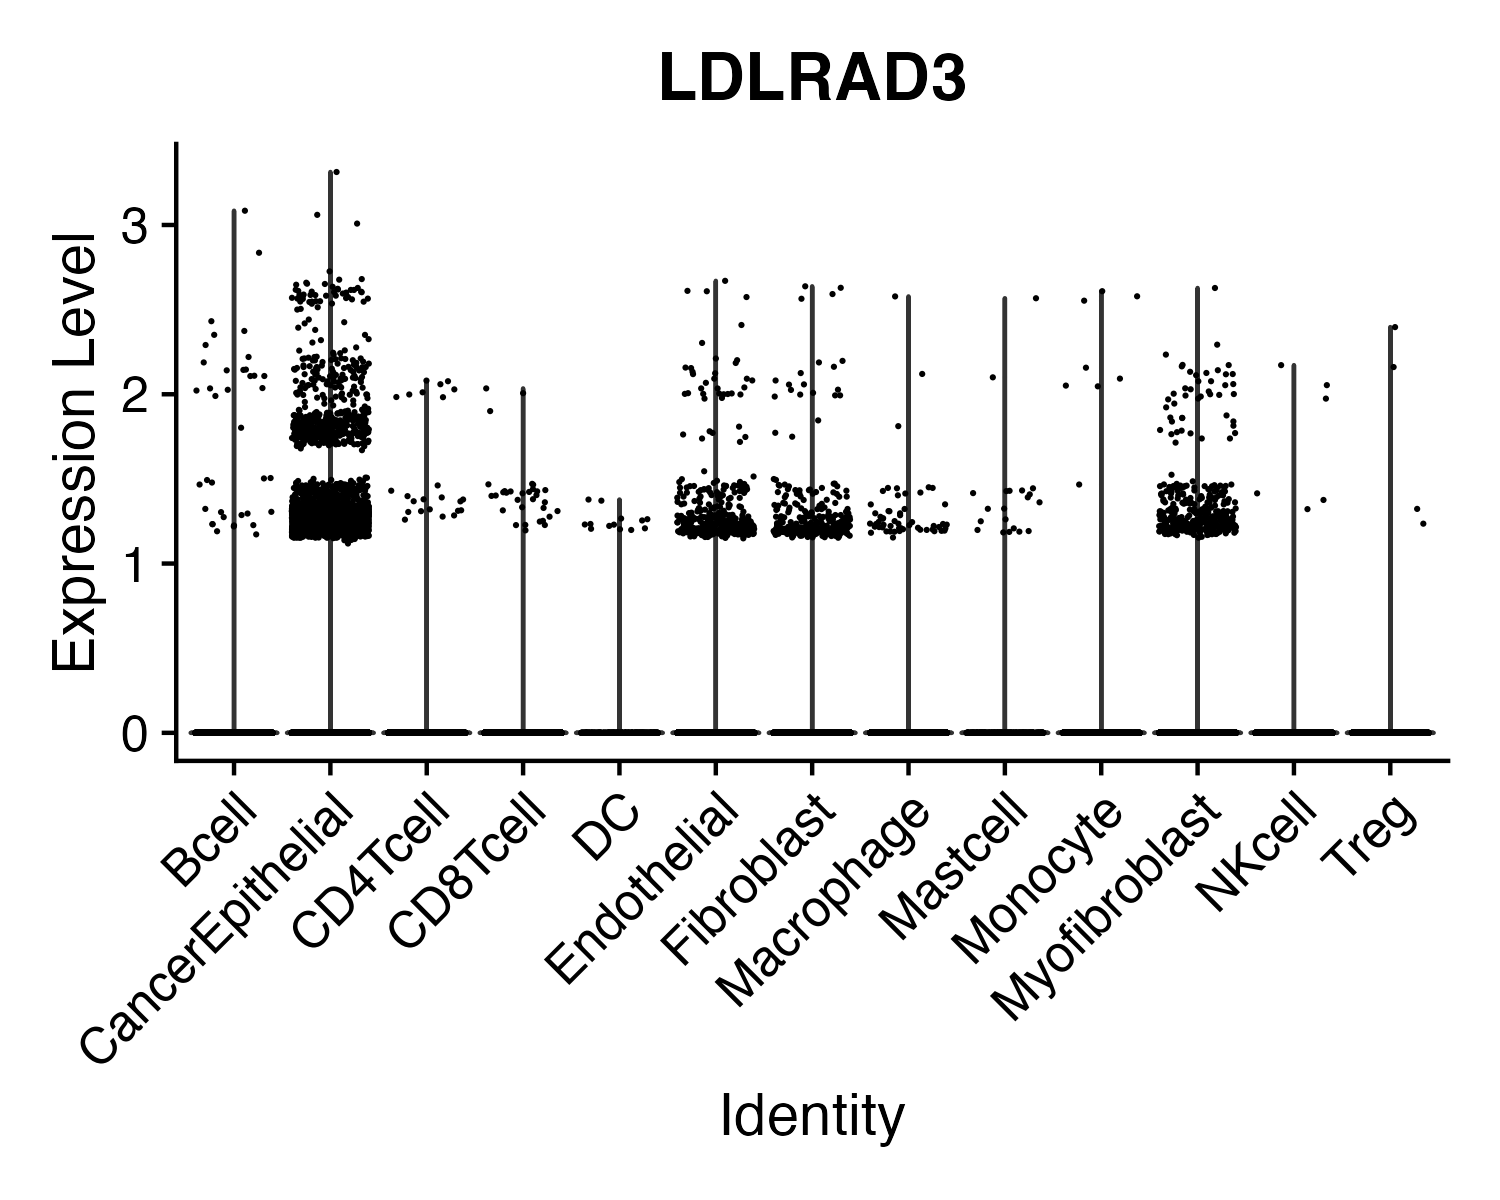 LDLRAD3
Expression Level
3
2
1
0
Bcell
CancerEpithelial
CD4Tcell
CD8Tcell
DC
Endothelial
Fibroblast
Macrophage
Mastcell
Monocyte
Myofibroblast
NKcell
Treg
Identity